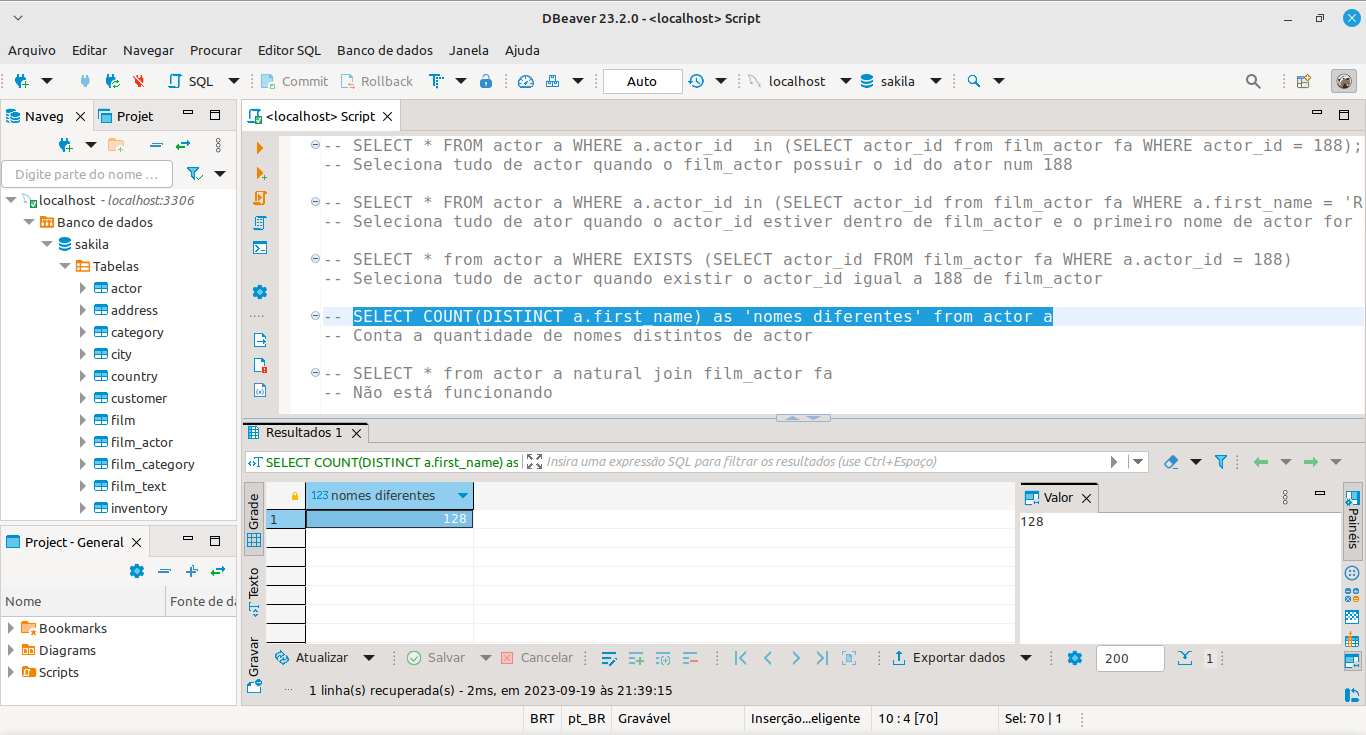 DBeaver 23.2.0 - <localhost> Script
Arquivo Editar Navegar Procurar Editor SQL Banco de dados Janela Ajuda
SQL Commit Rollback Auto localhost sakila
Naveg Projet
Digite parte do nome ...
localhost - localhost:3306
Banco de dados
sakila
Tabelas
actor
address
category
city
country
customer
film
film_actor
film_category
film_text
inventory
Project - General
Nome Fonte de da
Bookmarks
Diagrams
Scripts
<localhost> Script
-- SELECT * FROM actor a WHERE a.actor_id  in (SELECT actor_id from film_actor fa WHERE actor_id = 188);
-- Seleciona tudo de actor quando o film_actor possuir o id do ator num 188
-- SELECT * FROM actor a WHERE a.actor_id in (SELECT actor_id from film_actor fa WHERE a.first_name = 'R
-- Seleciona tudo de ator quando o actor_id estiver dentro de film_actor e o primeiro nome de actor for
-- SELECT * from actor a WHERE EXISTS (SELECT actor_id FROM film_actor fa WHERE a.actor_id = 188)
-- Seleciona tudo de actor quando existir o actor_id igual a 188 de film_actor
-- SELECT COUNT(DISTINCT a.first_name) as 'nomes diferentes' from actor a
-- Conta a quantidade de nomes distintos de actor
-- SELECT * from actor a natural join film_actor fa
-- Não está funcionando
Resultados 1
SELECT COUNT(DISTINCT a.first_name) as Insira uma expressão SQL para filtrar os resultados (use Ctrl+Espaço)
Grade
Texto
Gravar
123 nomes diferentes
1 128
Valor
128
Painéis
Atualizar Salvar Cancelar Exportar dados 200 1
1 linha(s) recuperada(s) - 2ms, em 2023-09-19 às 21:39:15
BRT pt_BR Gravável Inserção...eligente 10 : 4 [70] Sel: 70 | 1